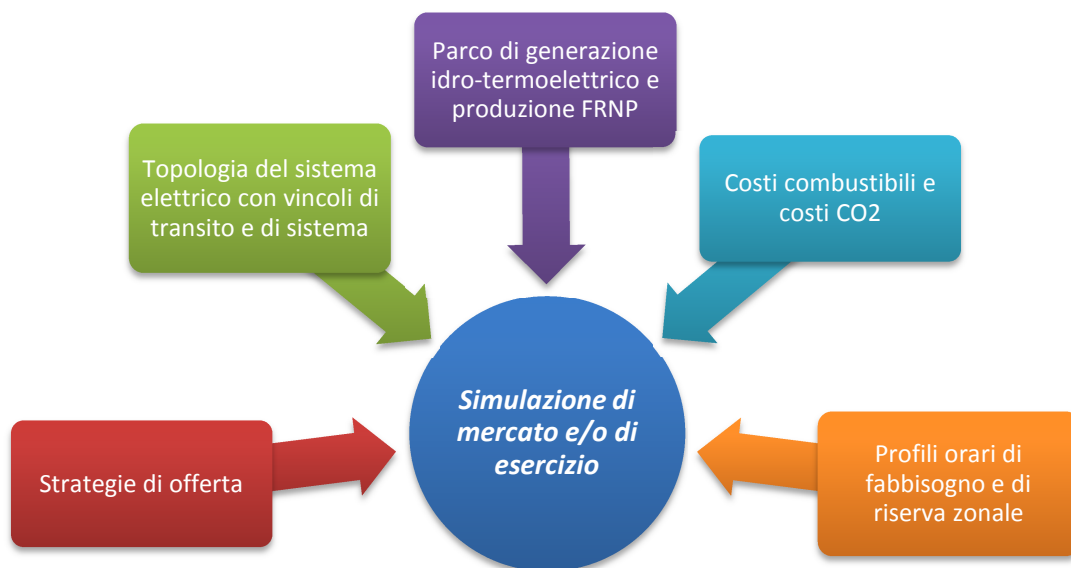 Parco di generazione
idro-termoelettrico e
produzione FRNP
Topologia del sistema
elettrico con vincoli di
transito e di sistema
Costi combustibili e
costi CO2
Simulazione di
mercato e/o di
esercizio
Strategie di offerta
Profili orari di
fabbisogno e di
riserva zonale